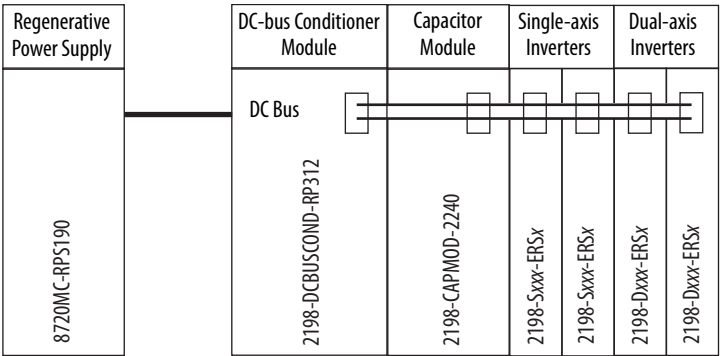 Regenerative
Power Supply
DC-bus Conditioner
Module
Capacitor
Module
Single-axis
Inverters
Dual-axis
Inverters
DC Bus
8720MC-RPS190
2198-DCBUSCOND-RP312
2198-CAPMOD-2240
2198-Sxxx-ERSx
2198-Sxxx-ERSx
2198-Dxxx-ERSx
2198-Dxxx-ERSx